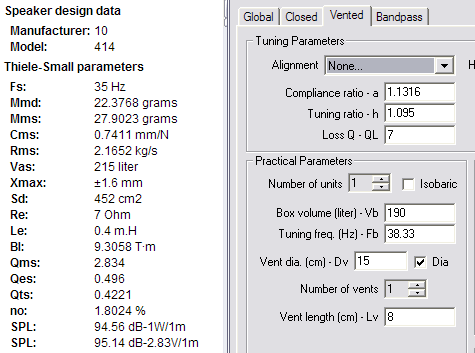 Speaker design data
Manufacturer: 10
Model: 414
Thiele-Small parameters
Fs: 35 Hz
Mmd: 22.3768 grams
Mms: 27.9023 grams
Cms: 0.7411 mm/N
Rms: 2.1652 kg/s
Vas: 215 liter
Xmax: ±1.6 mm
Sd: 452 cm2
Re: 7 Ohm
Le: 0.4 m.H
Bl: 9.3058 T·m
Qms: 2.834
Qes: 0.496
Qts: 0.4221
no: 1.8024 %
SPL: 94.56 dB-1W/1m
SPL: 95.14 dB-2.83V/1m
Global Closed Vented Bandpass
Tuning Parameters
Alignment None... H
Compliance ratio - a 1.1316
Tuning ratio - h 1.095
Loss Q - QL 7
Practical Parameters
Number of units 1 Isobaric
Box volume (liter) - Vb 190
Tuning freq. (Hz) - Fb 38.33
Vent dia. (cm) - Dv 15 Dia
Number of vents 1
Vent length (cm) - Lv 8